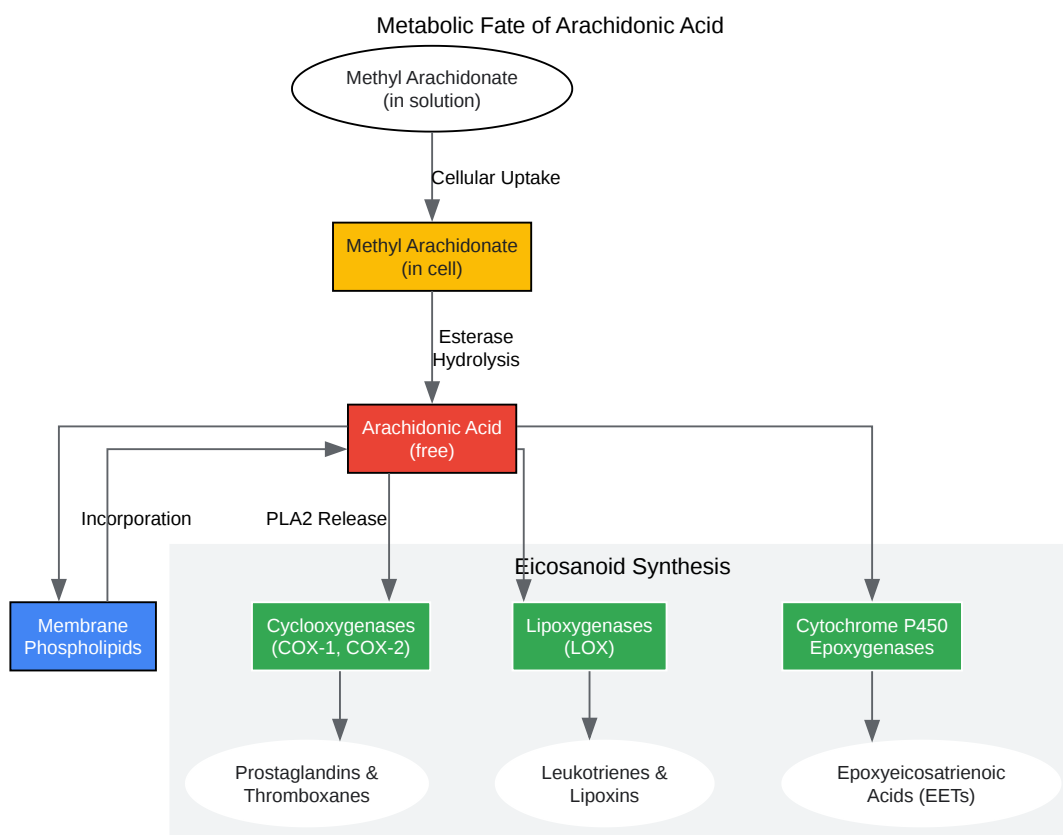 Metabolic Fate of Arachidonic Acid
Methyl Arachidonate
(in solution)
Cellular Uptake
Methyl Arachidonate
(in cell)
Esterase
Hydrolysis
Arachidonic Acid
(free)
Incorporation
PLA2 Release
Eicosanoid Synthesis
Membrane
Phospholipids
Cyclooxygenases
(COX-1, COX-2)
Lipoxygenases
(LOX)
Cytochrome P450
Epoxygenases
Prostaglandins &
Thromboxanes
Leukotrienes &
Lipoxins
Epoxyeicosatrienoic
Acids (EETs)